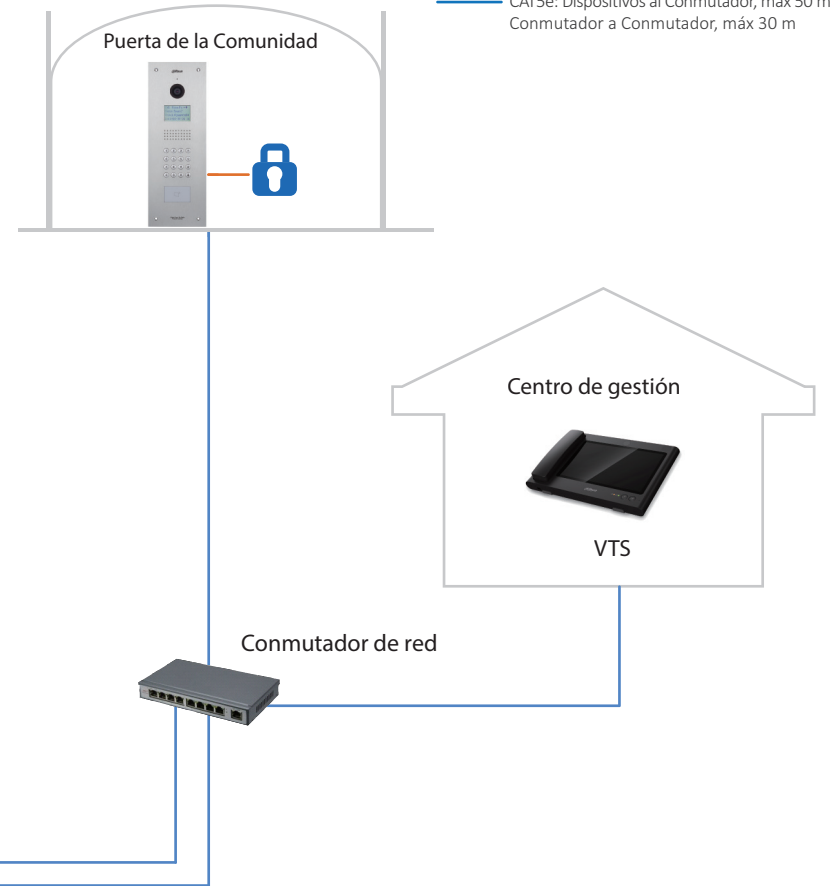 CAT5e: Dispositivos al Conmutador, máx 50 m
Conmutador a Conmutador, máx 30 m
Puerta de la Comunidad
Centro de gestión
VTS
Conmutador de red